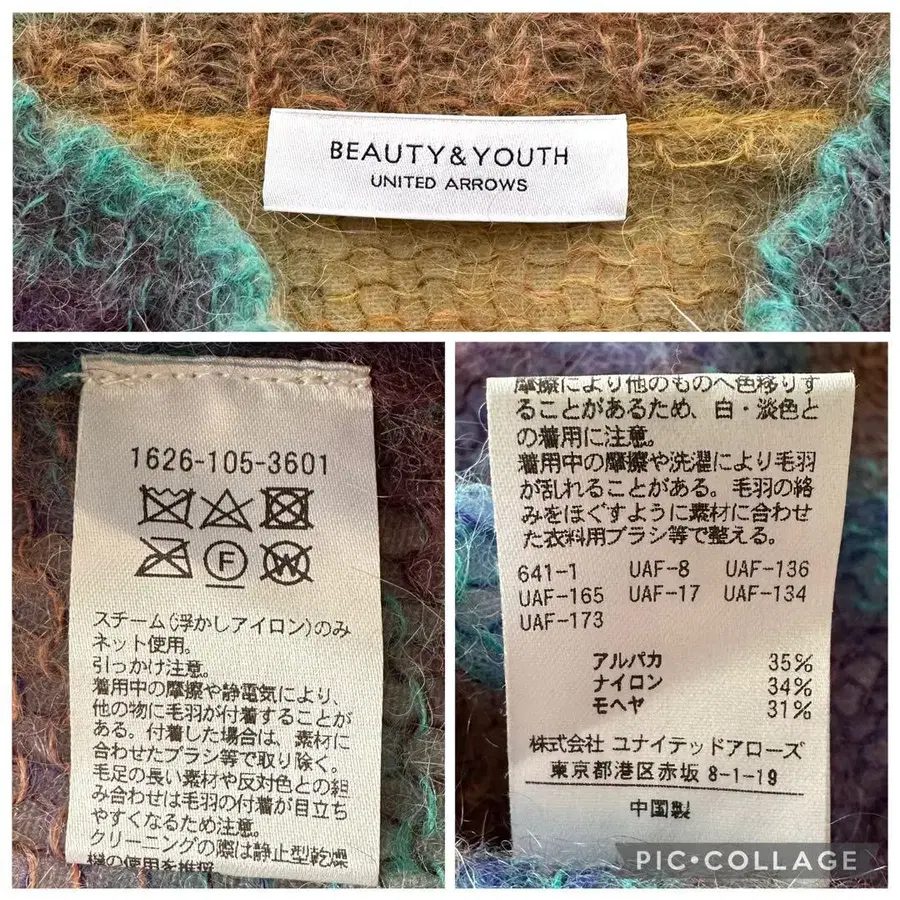 BEAUTY&YOUTH
UNITED ARROWS
1626-105-3601
F
W
スチーム(浮かしアイロン)のみ
ネット使用。
引っかけ注意。
着用中の摩擦や静電気により、
他の物に毛羽が付着することが
ある。付着した場合は、素材に
合わせたブラシ等で取り除く。
毛足の長い素材や反対色との組
み合わせは毛羽の付着が目立ち
やすくなるため注意。
クリーニングの際は静止型乾燥
機の使用を推奨
摩擦により他のものへ色移りす
ることがあるため、白・淡色と
の着用に注意。
着用中の摩擦や洗濯により毛羽
が乱れることがある。毛羽の絡
みをほぐすように素材に合わせ
た衣料用ブラシ等で整える。
641-1 UAF-8 UAF-136
UAF-165 UAF-17 UAF-134
UAF-173
アルパカ 35%
ナイロン 34%
モヘヤ 31%
株式会社 ユナイテッドアローズ
東京都港区赤坂 8-1-19
中国製
PIC•COLLAGE